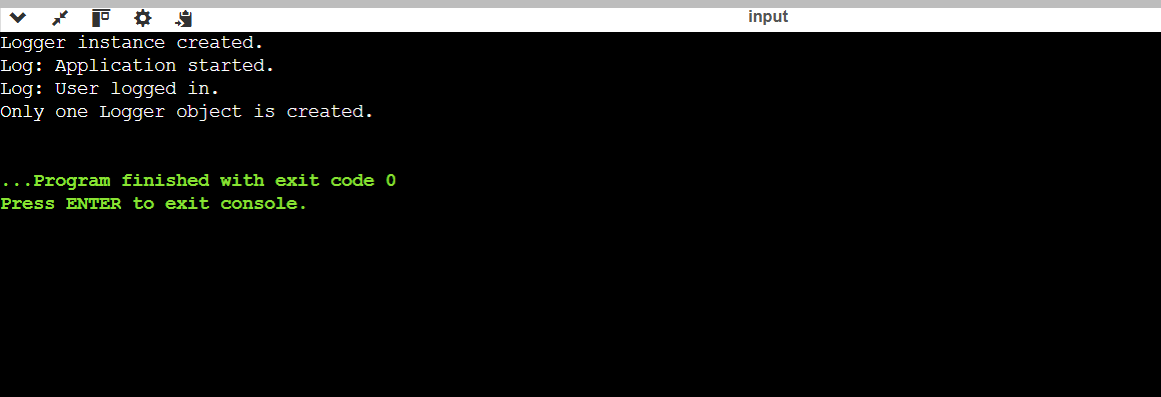 input
Logger instance created.
Log: Application started.
Log: User logged in.
Only one Logger object is created.
...Program finished with exit code 0
Press ENTER to exit console.